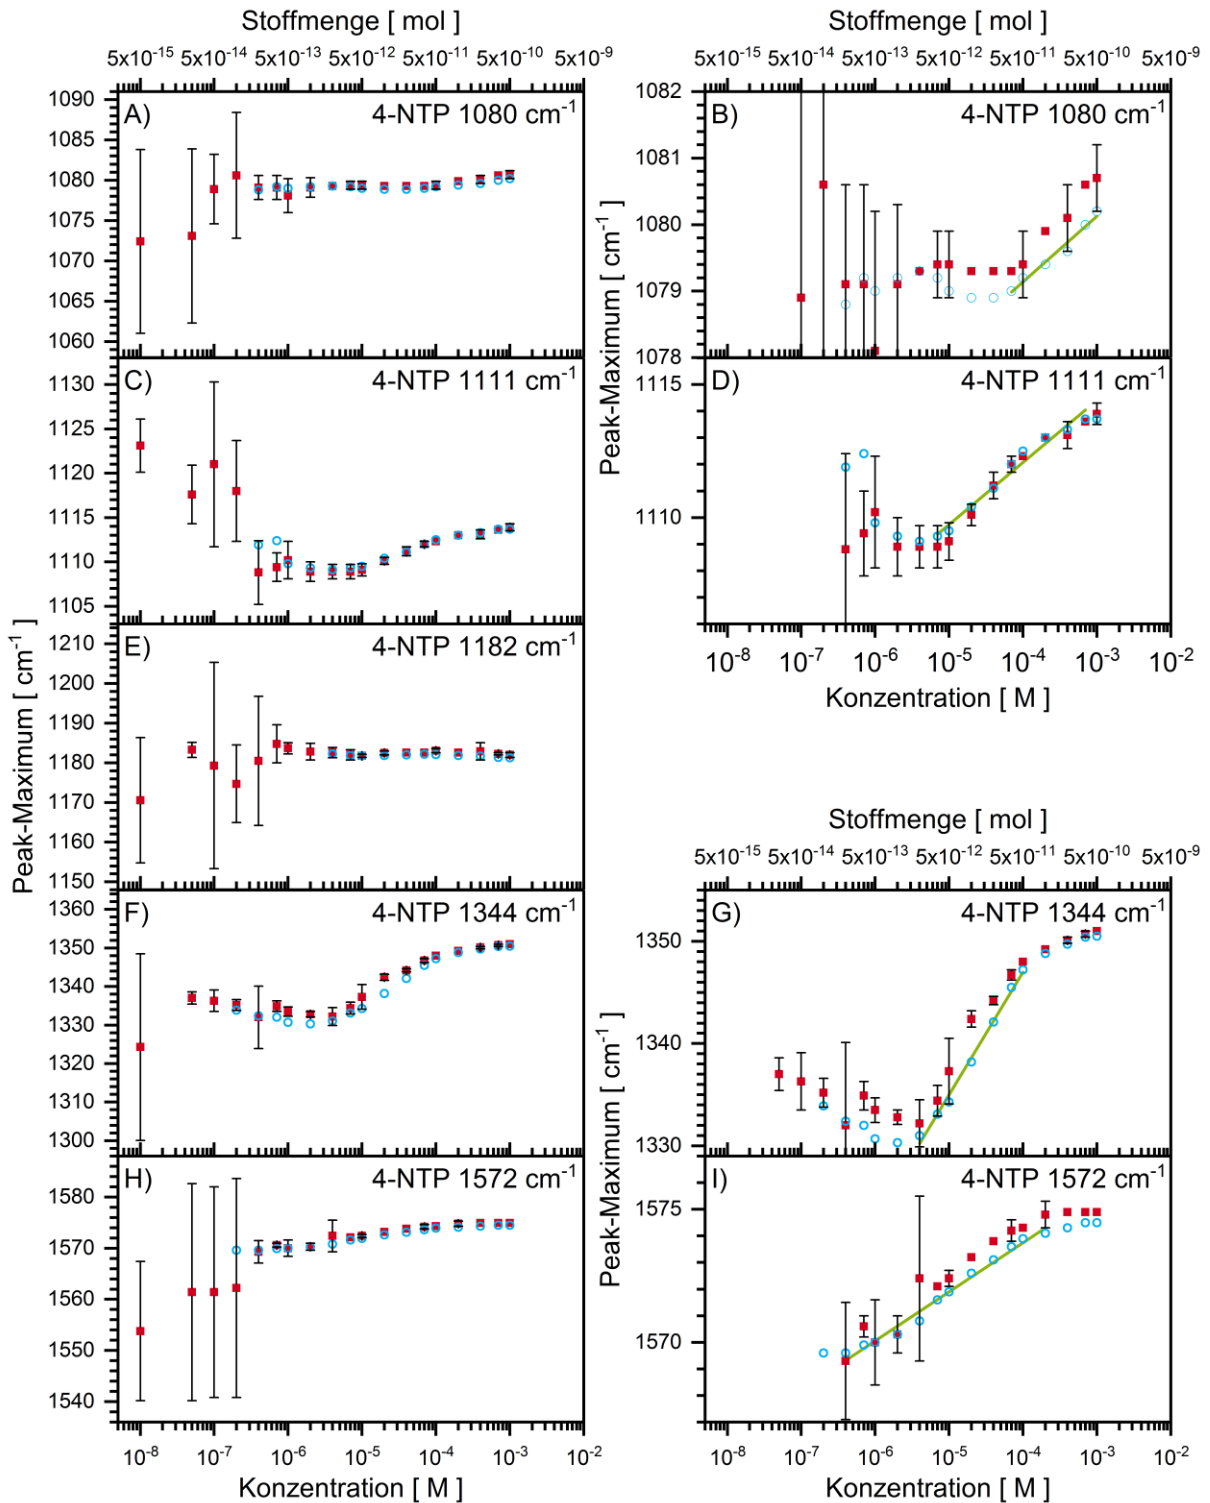 Stoffmenge [ mol ]
5x10⁻¹⁵ 5x10⁻¹⁴ 5x10⁻¹³ 5x10⁻¹² 5x10⁻¹¹ 5x10⁻¹⁰ 5x10⁻⁹
A) 4-NTP 1080 cm⁻¹
1090
1085
1080
1075
1070
1065
1060
C) 4-NTP 1111 cm⁻¹
1130
1125
1120
1115
1110
1105
E) 4-NTP 1182 cm⁻¹
1210
1200
1190
1180
1170
1160
1150
F) 4-NTP 1344 cm⁻¹
1360
1350
1340
1330
1320
1310
1300
H) 4-NTP 1572 cm⁻¹
1580
1570
1560
1550
1540
Peak-Maximum [ cm⁻¹ ]
10⁻⁸ 10⁻⁷ 10⁻⁶ 10⁻⁵ 10⁻⁴ 10⁻³ 10⁻²
Konzentration [ M ]
Stoffmenge [ mol ]
5x10⁻¹⁵ 5x10⁻¹⁴ 5x10⁻¹³ 5x10⁻¹² 5x10⁻¹¹ 5x10⁻¹⁰ 5x10⁻⁹
B) 4-NTP 1080 cm⁻¹
1082
1081
1080
1079
1078
D) 4-NTP 1111 cm⁻¹
1115
1110
Peak-Maximum [ cm⁻¹ ]
10⁻⁸ 10⁻⁷ 10⁻⁶ 10⁻⁵ 10⁻⁴ 10⁻³ 10⁻²
Konzentration [ M ]
Stoffmenge [ mol ]
5x10⁻¹⁵ 5x10⁻¹⁴ 5x10⁻¹³ 5x10⁻¹² 5x10⁻¹¹ 5x10⁻¹⁰ 5x10⁻⁹
G) 4-NTP 1344 cm⁻¹
1350
1340
1330
I) 4-NTP 1572 cm⁻¹
1575
1570
Peak-Maximum [ cm⁻¹ ]
10⁻⁸ 10⁻⁷ 10⁻⁶ 10⁻⁵ 10⁻⁴ 10⁻³ 10⁻²
Konzentration [ M ]